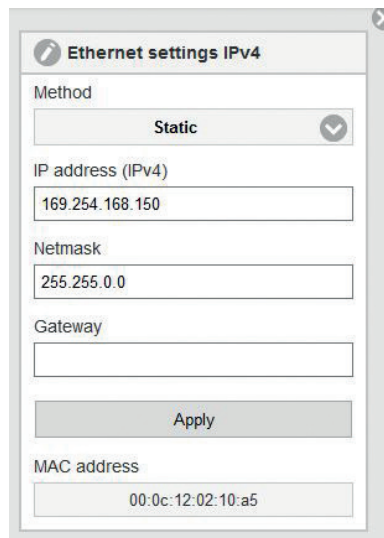 Ethernet settings IPv4
Method
Static
IP address (IPv4)
169.254.168.150
Netmask
255.255.0.0
Gateway
Apply
MAC address
00:0c:12:02:10:a5